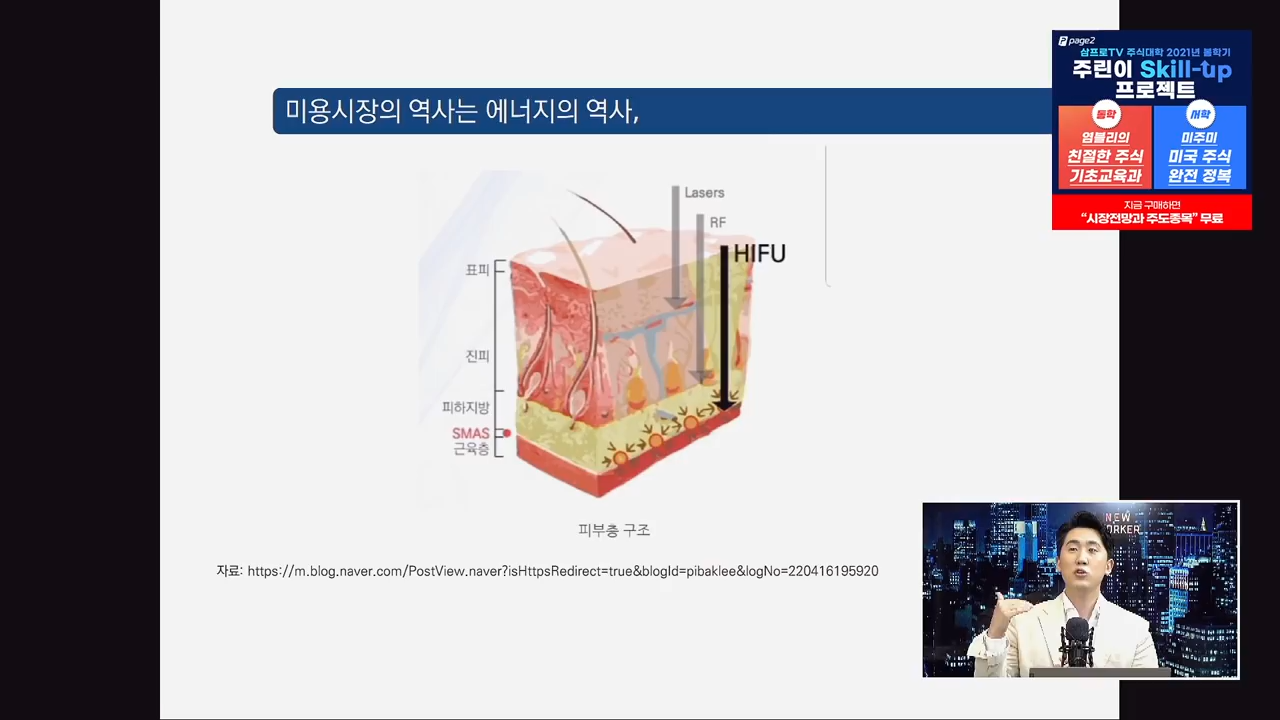 미용시장의 역사는 에너지의 역사,
Lasers
RF
HIFU
표피
진피
피하지방
SMAS
근육층
피부층 구조
자료: https://m.blog.naver.com/PostView.naver?isHttpsRedirect=true&blogId=pibaklee&logNo=220416195920
page2
삼프로TV 주식대학 2021년 봄학기
주린이 Skill-up
프로젝트
동학
염블리의
친절한 주식
기초교육과
서학
미주미
미국 주식
완전 정복
지금 구매하면
“시장전망과 주도종목” 무료
NEW
ORKER